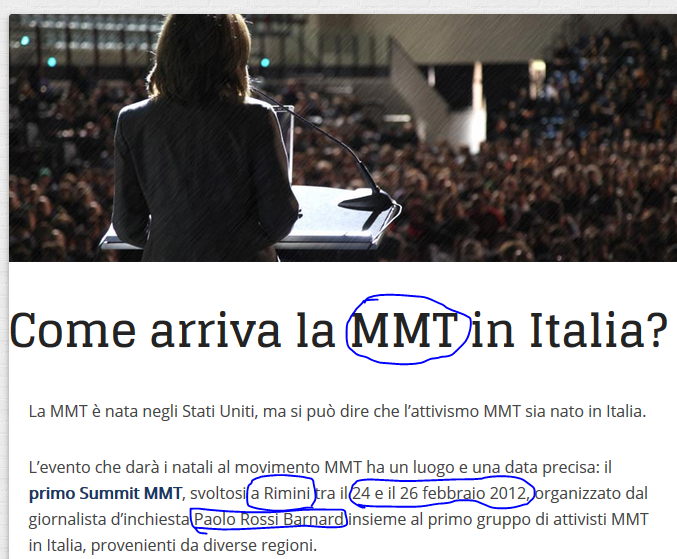 Come arriva la MMT in Italia?
La MMT è nata negli Stati Uniti, ma si può dire che l'attivismo MMT sia nato in Italia.
L'evento che darà i natali al movimento MMT ha un luogo e una data precisa: il
primo Summit MMT, svoltosi a Rimini tra il 24 e il 26 febbraio 2012, organizzato dal
giornalista d'inchiesta Paolo Rossi Barnard insieme al primo gruppo di attivisti MMT
in Italia, provenienti da diverse regioni.